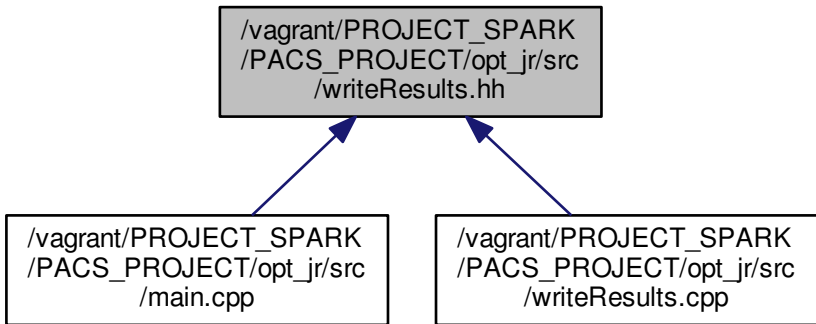 /vagrant/PROJECT_SPARK
/PACS_PROJECT/opt_jr/src
/writeResults.hh
/vagrant/PROJECT_SPARK
/PACS_PROJECT/opt_jr/src
/main.cpp
/vagrant/PROJECT_SPARK
/PACS_PROJECT/opt_jr/src
/writeResults.cpp